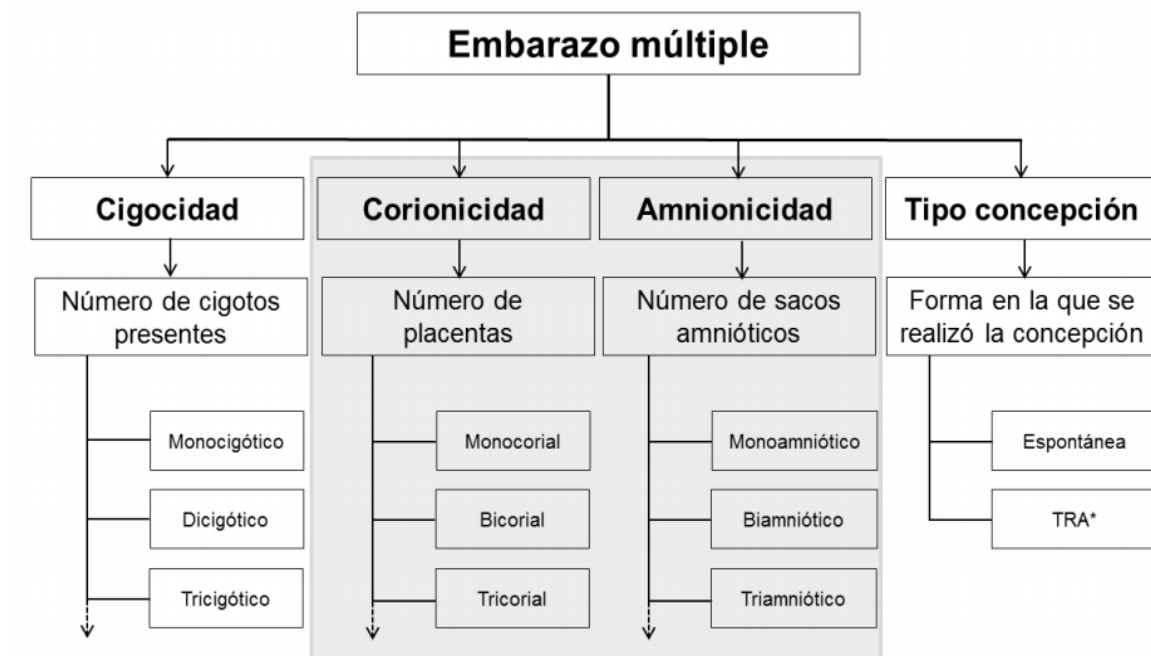 Embarazo múltiple
Cigocidad
Corionicidad
Amnionicidad
Tipo concepción
Número de cigotos
presentes
Número de
placentas
Número de sacos
amnióticos
Forma en la que se
realizó la concepción
Monocigótico
Dicigótico
Tricigótico
Monocorial
Bicorial
Tricorial
Monoamniótico
Biamniótico
Triamniótico
Espontánea
TRA*